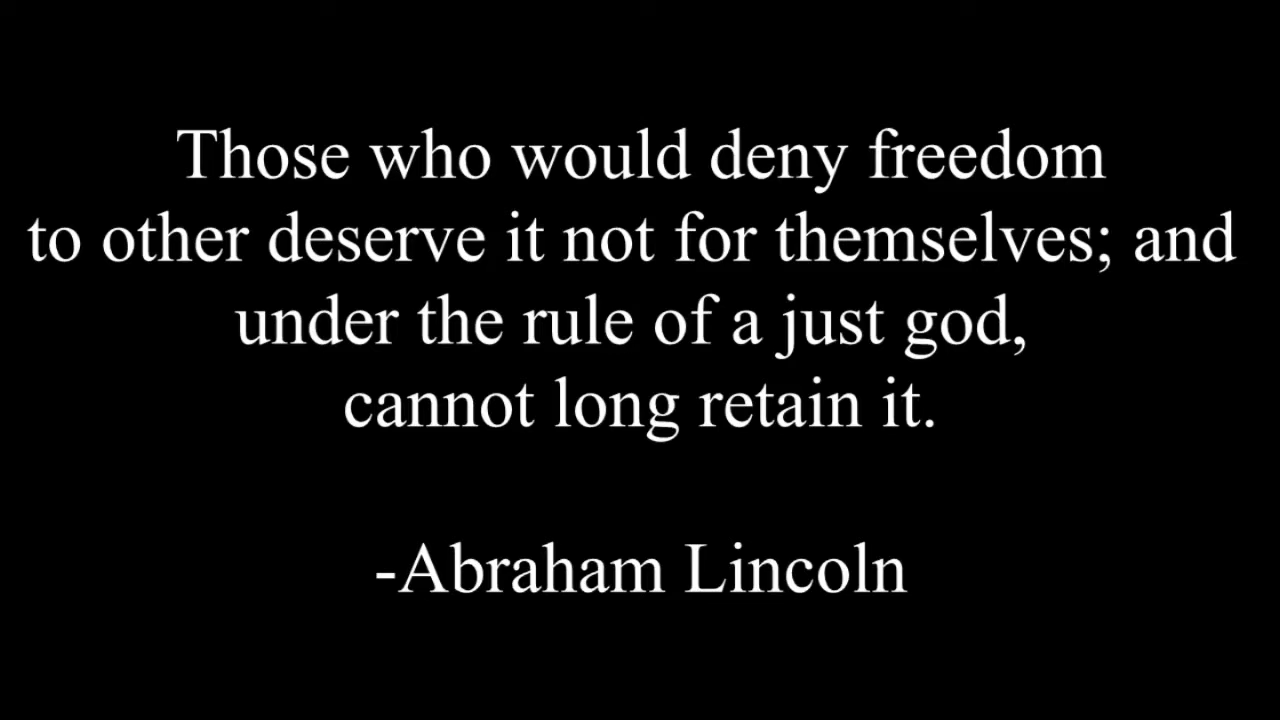 Those who would deny freedom
to other deserve it not for themselves; and
under the rule of a just god,
cannot long retain it.
-Abraham Lincoln